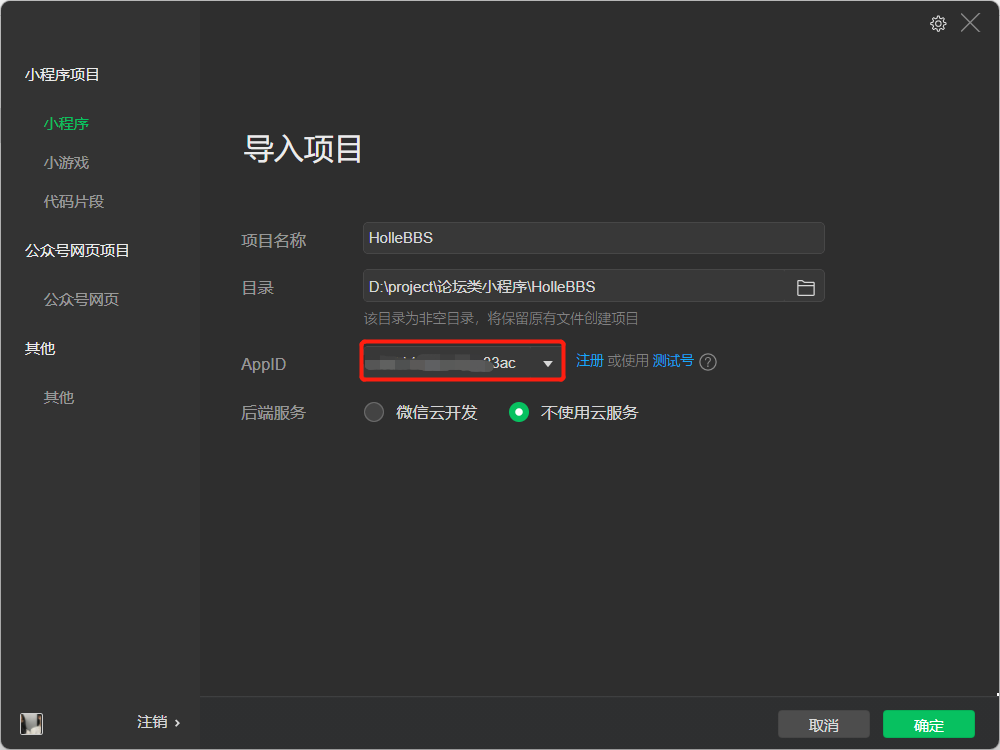 小程序项目
小程序
小游戏
代码片段
公众号网页项目
公众号网页
其他
其他
注销
导入项目
项目名称 HolleBBS
目录 D:\project\论坛类小程序\HolleBBS
该目录为非空目录，将保留原有文件创建项目
AppID 注册 或使用 测试号 ?
后端服务 微信云开发 不使用云服务
取消 确定